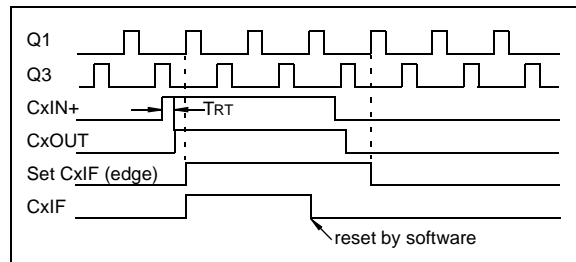 Q1
Q3
CxIN+
TRT
CxOUT
Set CxIF (edge)
CxIF
reset by software